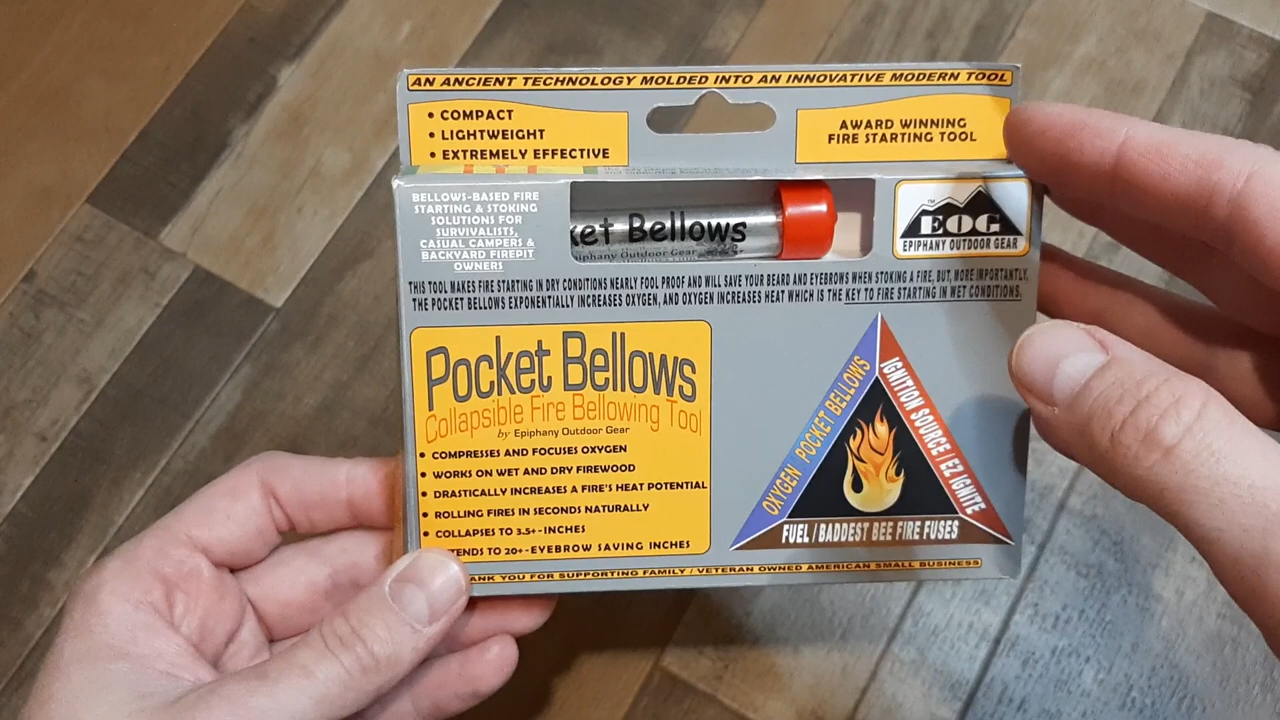 AN ANCIENT TECHNOLOGY MOLDED INTO AN INNOVATIVE MODERN TOOL
• COMPACT
• LIGHTWEIGHT
• EXTREMELY EFFECTIVE
AWARD WINNING
FIRE STARTING TOOL
BELLOWS-BASED FIRE
STARTING & STOKING
SOLUTIONS FOR
SURVIVALISTS,
CASUAL CAMPERS &
BACKYARD FIREPIT
OWNERS
ket Bellows
iphany Outdoor Gear
TM
EOG
EPIPHANY OUTDOOR GEAR
THIS TOOL MAKES FIRE STARTING IN DRY CONDITIONS NEARLY FOOL PROOF AND WILL SAVE YOUR BEARD AND EYEBROWS WHEN STOKING A FIRE, BUT, MORE IMPORTANTLY,
THE POCKET BELLOWS EXPONENTIALLY INCREASES OXYGEN, AND OXYGEN INCREASES HEAT WHICH IS THE KEY TO FIRE STARTING IN WET CONDITIONS.
Pocket Bellows
Collapsible Fire Bellowing Tool
by Epiphany Outdoor Gear
• COMPRESSES AND FOCUSES OXYGEN
• WORKS ON WET AND DRY FIREWOOD
• DRASTICALLY INCREASES A FIRE'S HEAT POTENTIAL
• ROLLING FIRES IN SECONDS NATURALLY
• COLLAPSES TO 3.5+-INCHES
TENDS TO 20+-EYEBROW SAVING INCHES
OXYGEN POCKET BELLOWS
IGNITION SOURCE / EZ IGNITE
FUEL / BADDEST BEE FIRE FUSES
ANK YOU FOR SUPPORTING FAMILY / VETERAN OWNED AMERICAN SMALL BUSINESS